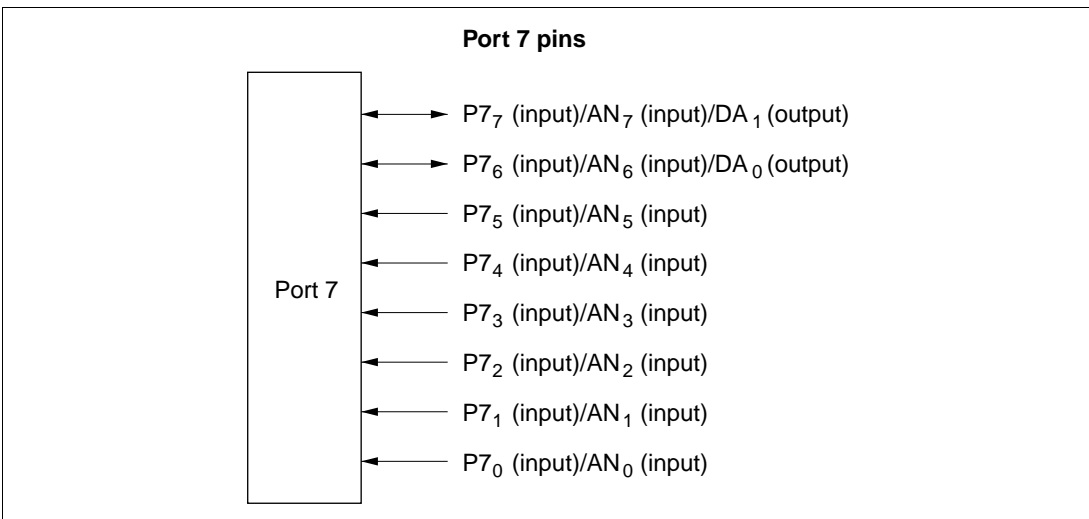 Port 7 pins
P7₇ (input)/AN₇ (input)/DA₁ (output)
P7₆ (input)/AN₆ (input)/DA₀ (output)
P7₅ (input)/AN₅ (input)
P7₄ (input)/AN₄ (input)
Port 7
P7₃ (input)/AN₃ (input)
P7₂ (input)/AN₂ (input)
P7₁ (input)/AN₁ (input)
P7₀ (input)/AN₀ (input)